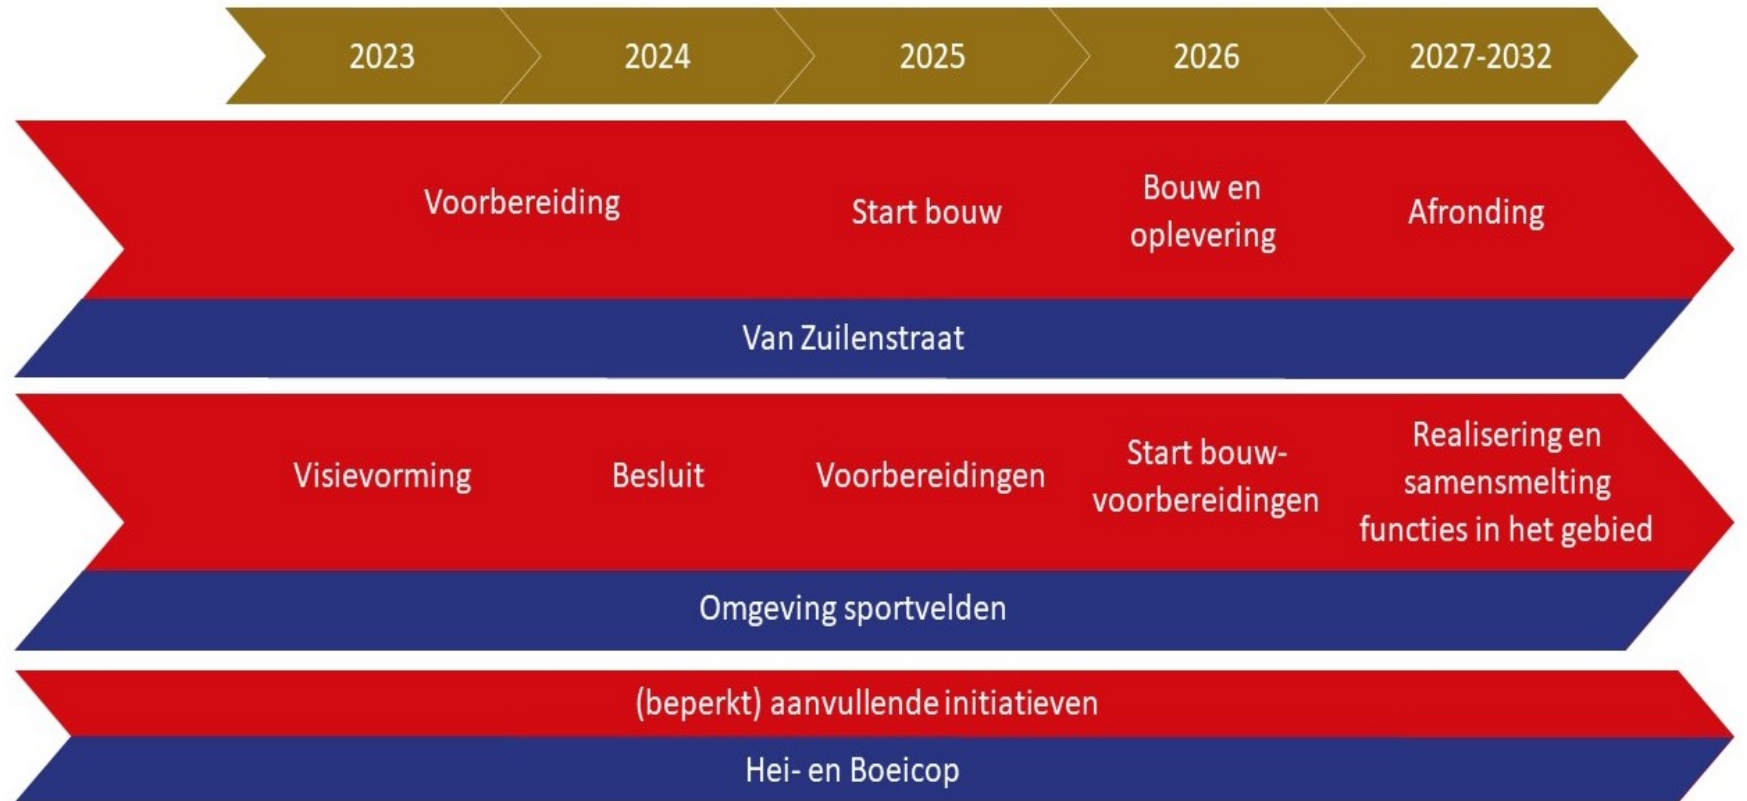 2023 2024 2025 2026 2027-2032
Voorbereiding
Start bouw
Bouw en
oplevering
Afronding
Van Zuilenstraat
Visievorming
Besluit
Voorbereidingen
Start bouw-
voorbereidingen
Realisering en
samensmelting
functies in het gebied
Omgeving sportvelden
(beperkt) aanvullende initiatieven
Hei- en Boeicop